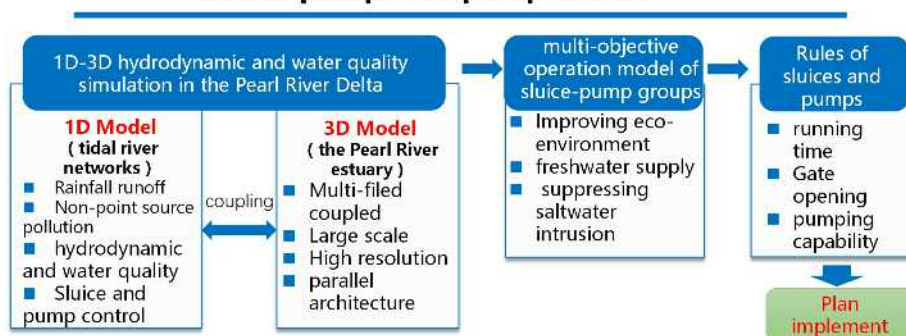 1D-3D hydrodynamic and water quality
simulation in the Pearl River Delta
1D Model
( tidal river
networks )
■ Rainfall runoff
■ Non-point source
pollution
■ hydrodynamic
and water quality
■ Sluice and
pump control
coupling
3D Model
( the Pearl River
estuary )
■ Multi-filed
coupled
■ Large scale
■ High resolution
■ parallel
architecture
multi-objective
operation model of
sluice-pump groups
■ Improving eco-
environment
■ freshwater supply
■ suppressing
saltwater
intrusion
Rules of
sluices and
pumps
■ running
time
■ Gate
opening
■ pumping
capability
Plan
implement